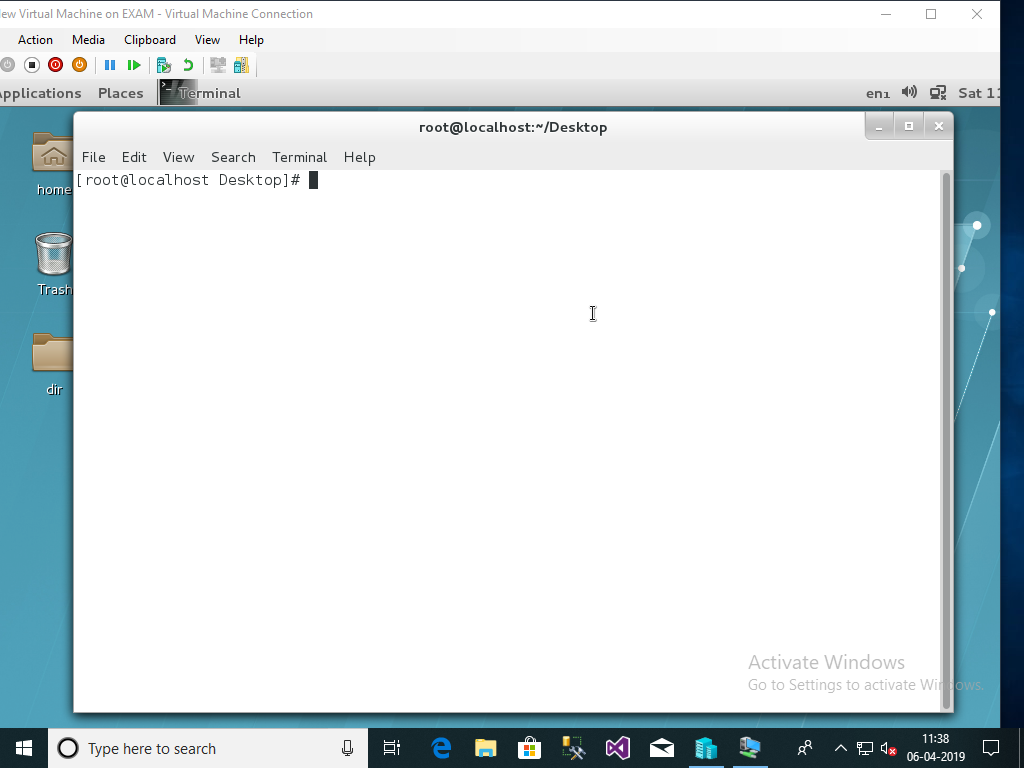 ew Virtual Machine on EXAM - Virtual Machine Connection
Action Media Clipboard View Help
pplications Places Terminal en1 Sat 11
root@localhost:~/Desktop
File Edit View Search Terminal Help
[root@localhost Desktop]#
home
Trash
dir
Activate Windows
Go to Settings to activate Windows.
Type here to search
11:38
06-04-2019